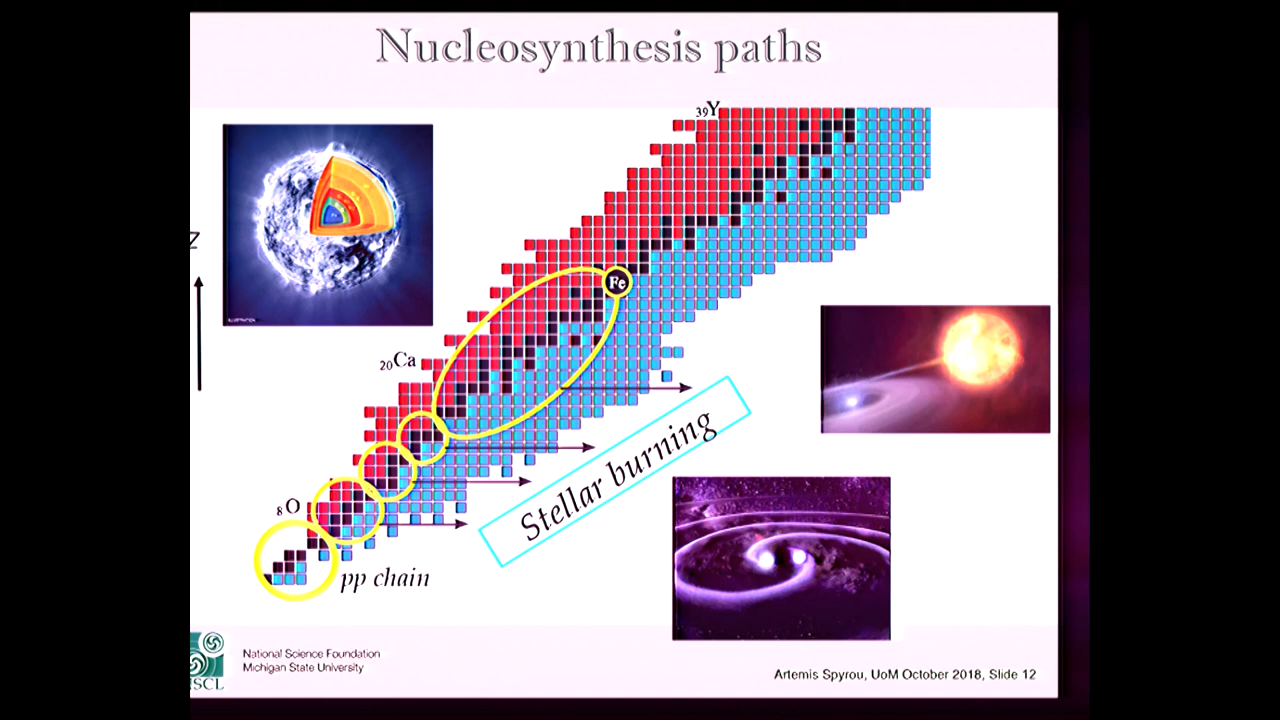 Nucleosynthesis paths
39Y
Z
Fe
20Ca
Stellar burning
8O
pp chain
National Science Foundation
Michigan State University
SCL
Artemis Spyrou, UoM October 2018, Slide 12